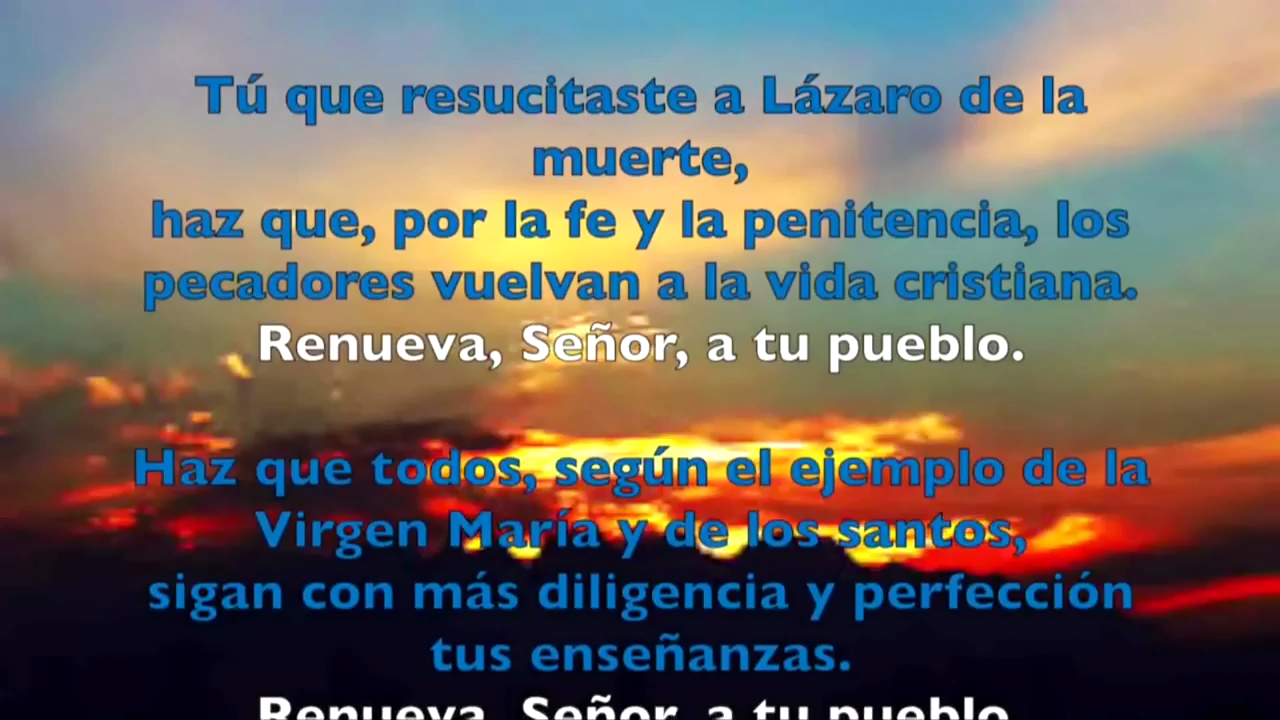 Tú que resucitaste a Lázaro de la
muerte,
haz que, por la fe y la penitencia, los
pecadores vuelvan a la vida cristiana.
Renueva, Señor, a tu pueblo.
Haz que todos, según el ejemplo de la
Virgen María y de los santos,
sigan con más diligencia y perfección
tus enseñanzas.
Renueva, Señor, a tu pueblo